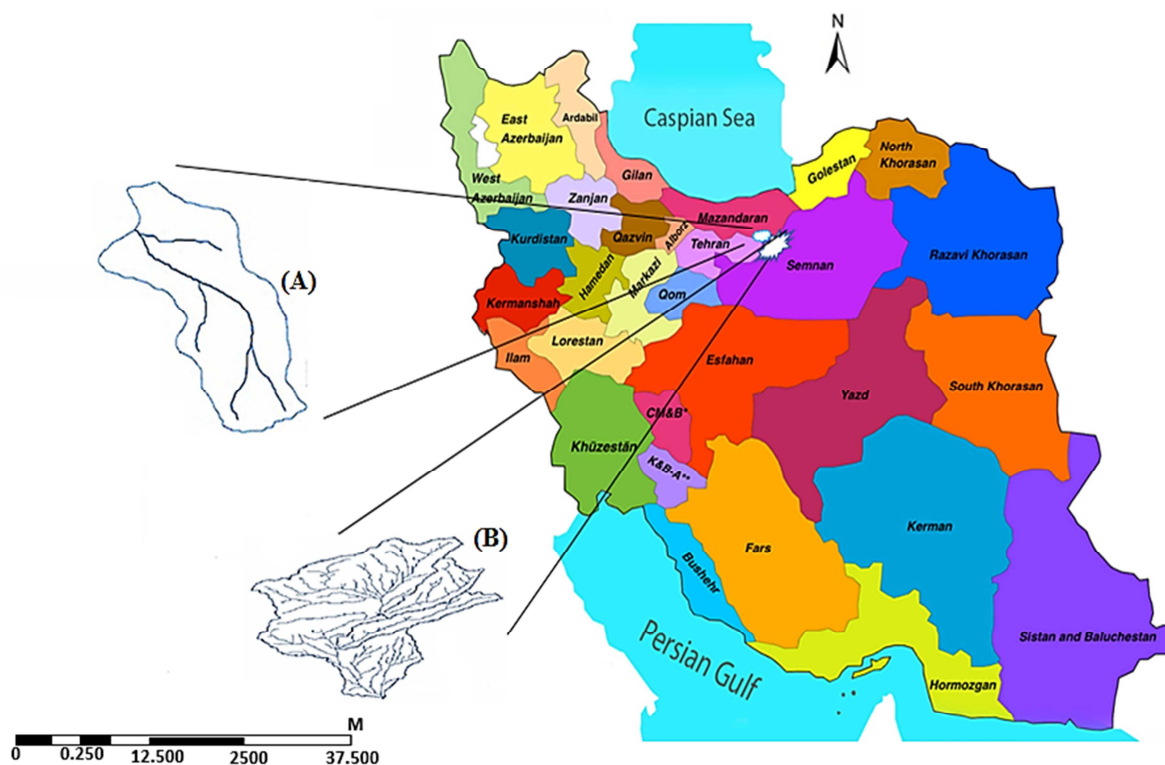 N
Caspian Sea
East
Azerbaijan
Ardabil
North
Khorasan
Golestan
Gilan
West
Azerbaijan
Zanjan
Mazandaran
Kurdistan
Qazvin
Alborz
Tehran
Semnan
Razavi Khorasan
(A)
Hamedan
Markazi
Qom
Kermanshah
Lorestan
Ilam
Esfahan
Yazd
South Khorasan
CM&B*
Khūzestān
K&B-A**
Kerman
(B)
Fars
Bushehr
Sistan and Baluchestan
Persian Gulf
Hormozgan
M
0 0.250 12.500 2500 37.500